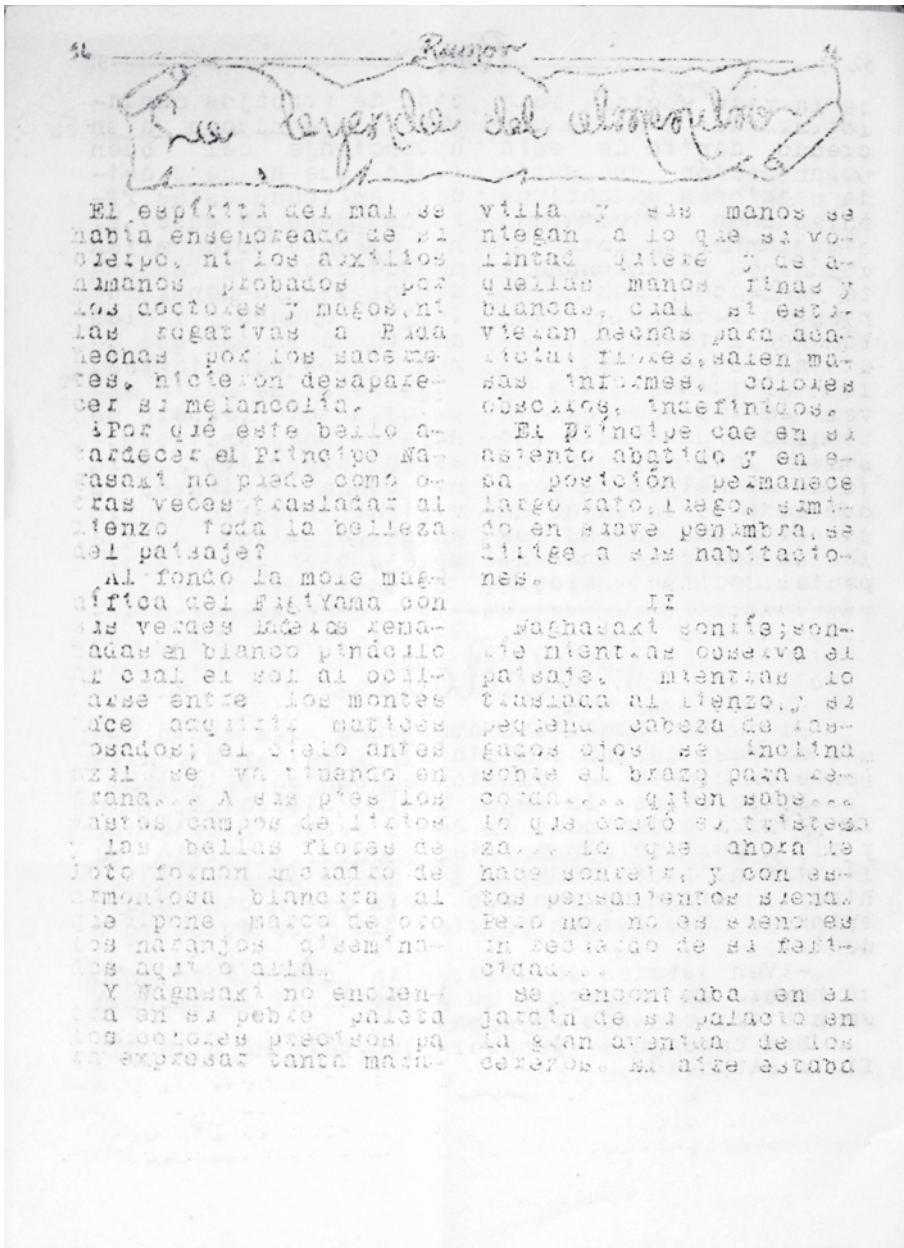 Rumor
La leyenda del almendro
El espíritu del mal se
había enseñoreado de su
cuerpo, ni los auxilios
humanos probados por
los doctores y magos, ni
las rogativas a Buda
hechas por los sacerdo-
tes, hicieron desapare-
cer su melancolía.
¿Por qué este bello a-
tardecer el Príncipe Na-
gasaki no puede como o-
tras veces trasladar al
lienzo toda la belleza
del paisaje?
Al fondo la mole mag-
nífica del FugiYama con
sus verdes laderas rema-
adas en blanco pináculo
al cual el sol al ocul-
arse entre los montes
ace adquirir matices
osados; el cielo antes
azul se va tiñendo en
grana... A sus pies los
astos campos de lirios
y las bellas flores de
loto forman un cuadro de
armoniosa blancura al
que pone marco de oro
los naranjos disemina-
dos aquí o allá
Y Nagasaki no encuen-
tra en su pobre paleta
los colores precisos pa
ra expresar tanta mara-
villa y sus manos se
niegan a lo que su vo-
luntad quiere y de a-
quellas manos finas y
blancas, cual si estu-
vieran hechas para aca-
riciar flores, salen ma-
sas informes, colores
obscuros, indefinidos.
El príncipe cae en su
asiento abatido y en e-
sa posición permanece
largo rato. Luego, sumi-
do en suave penumbra, se
dirige a sus habitacio-
nes.
II
Naghasaki sonríe; son-
ríe mientras observa el
paisaje, mientras lo
traslada al lienzo, y su
pequeña cabeza de ras-
gados ojos se inclina
sobre el brazo para re-
cordar... quien sabe...
lo que costó su tristeza
za, lo que ahora le
hace sonreír, y con es-
tos pensamientos suena.
Pero no, no es sueno es
un recuerdo de su feli-
cidad...
Se encontraba en el
jardín de su palacio en
la gran avenida de los
cerezos. El aire estaba